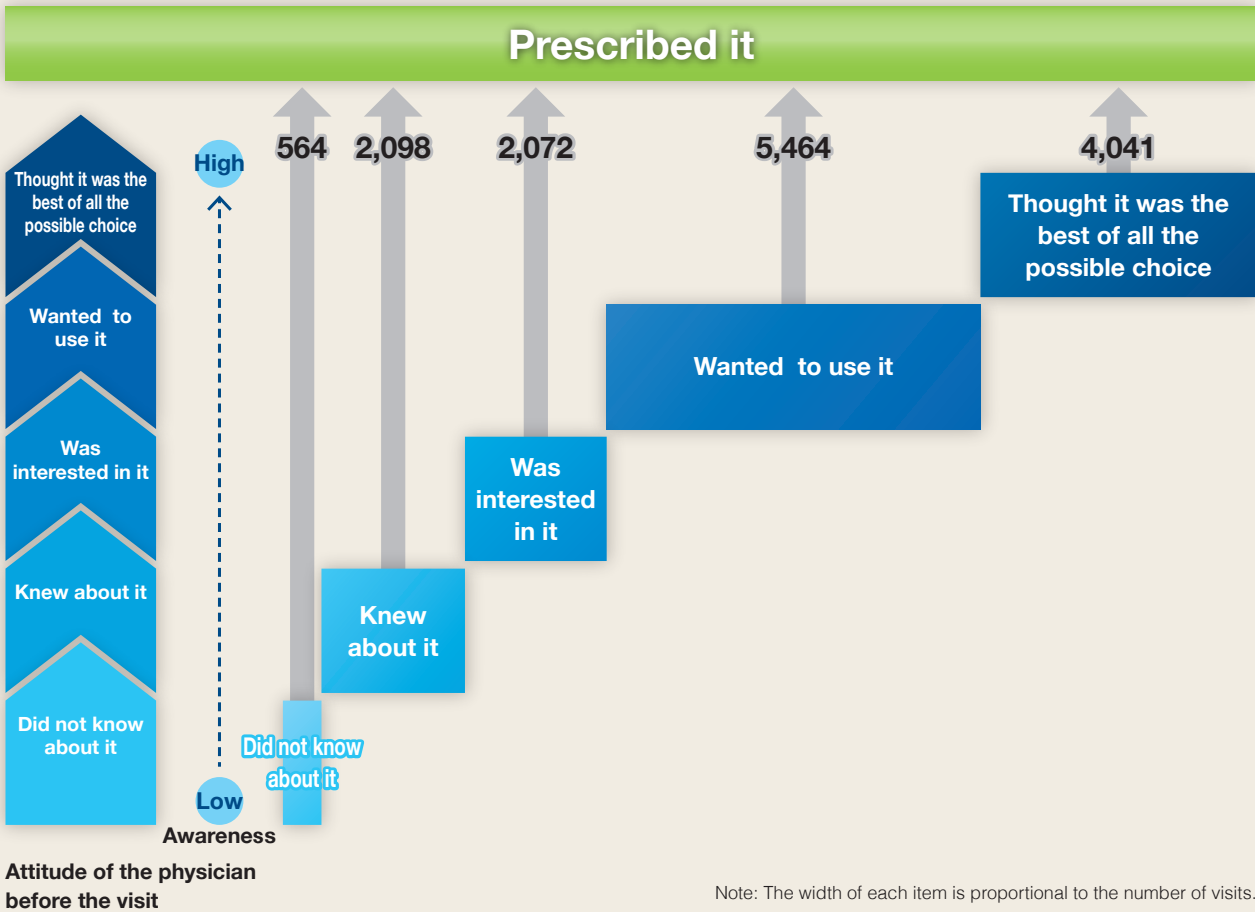 Prescribed it
Thought it was the
best of all the
possible choice
Wanted to
use it
Was
interested in it
Knew about it
Did not know
about it
High
Low
Awareness
Attitude of the physician
before the visit
564
2,098
2,072
5,464
4,041
Did not know
about it
Knew
about it
Was
interested
in it
Wanted to use it
Thought it was the
best of all the
possible choice
Note: The width of each item is proportional to the number of visits.